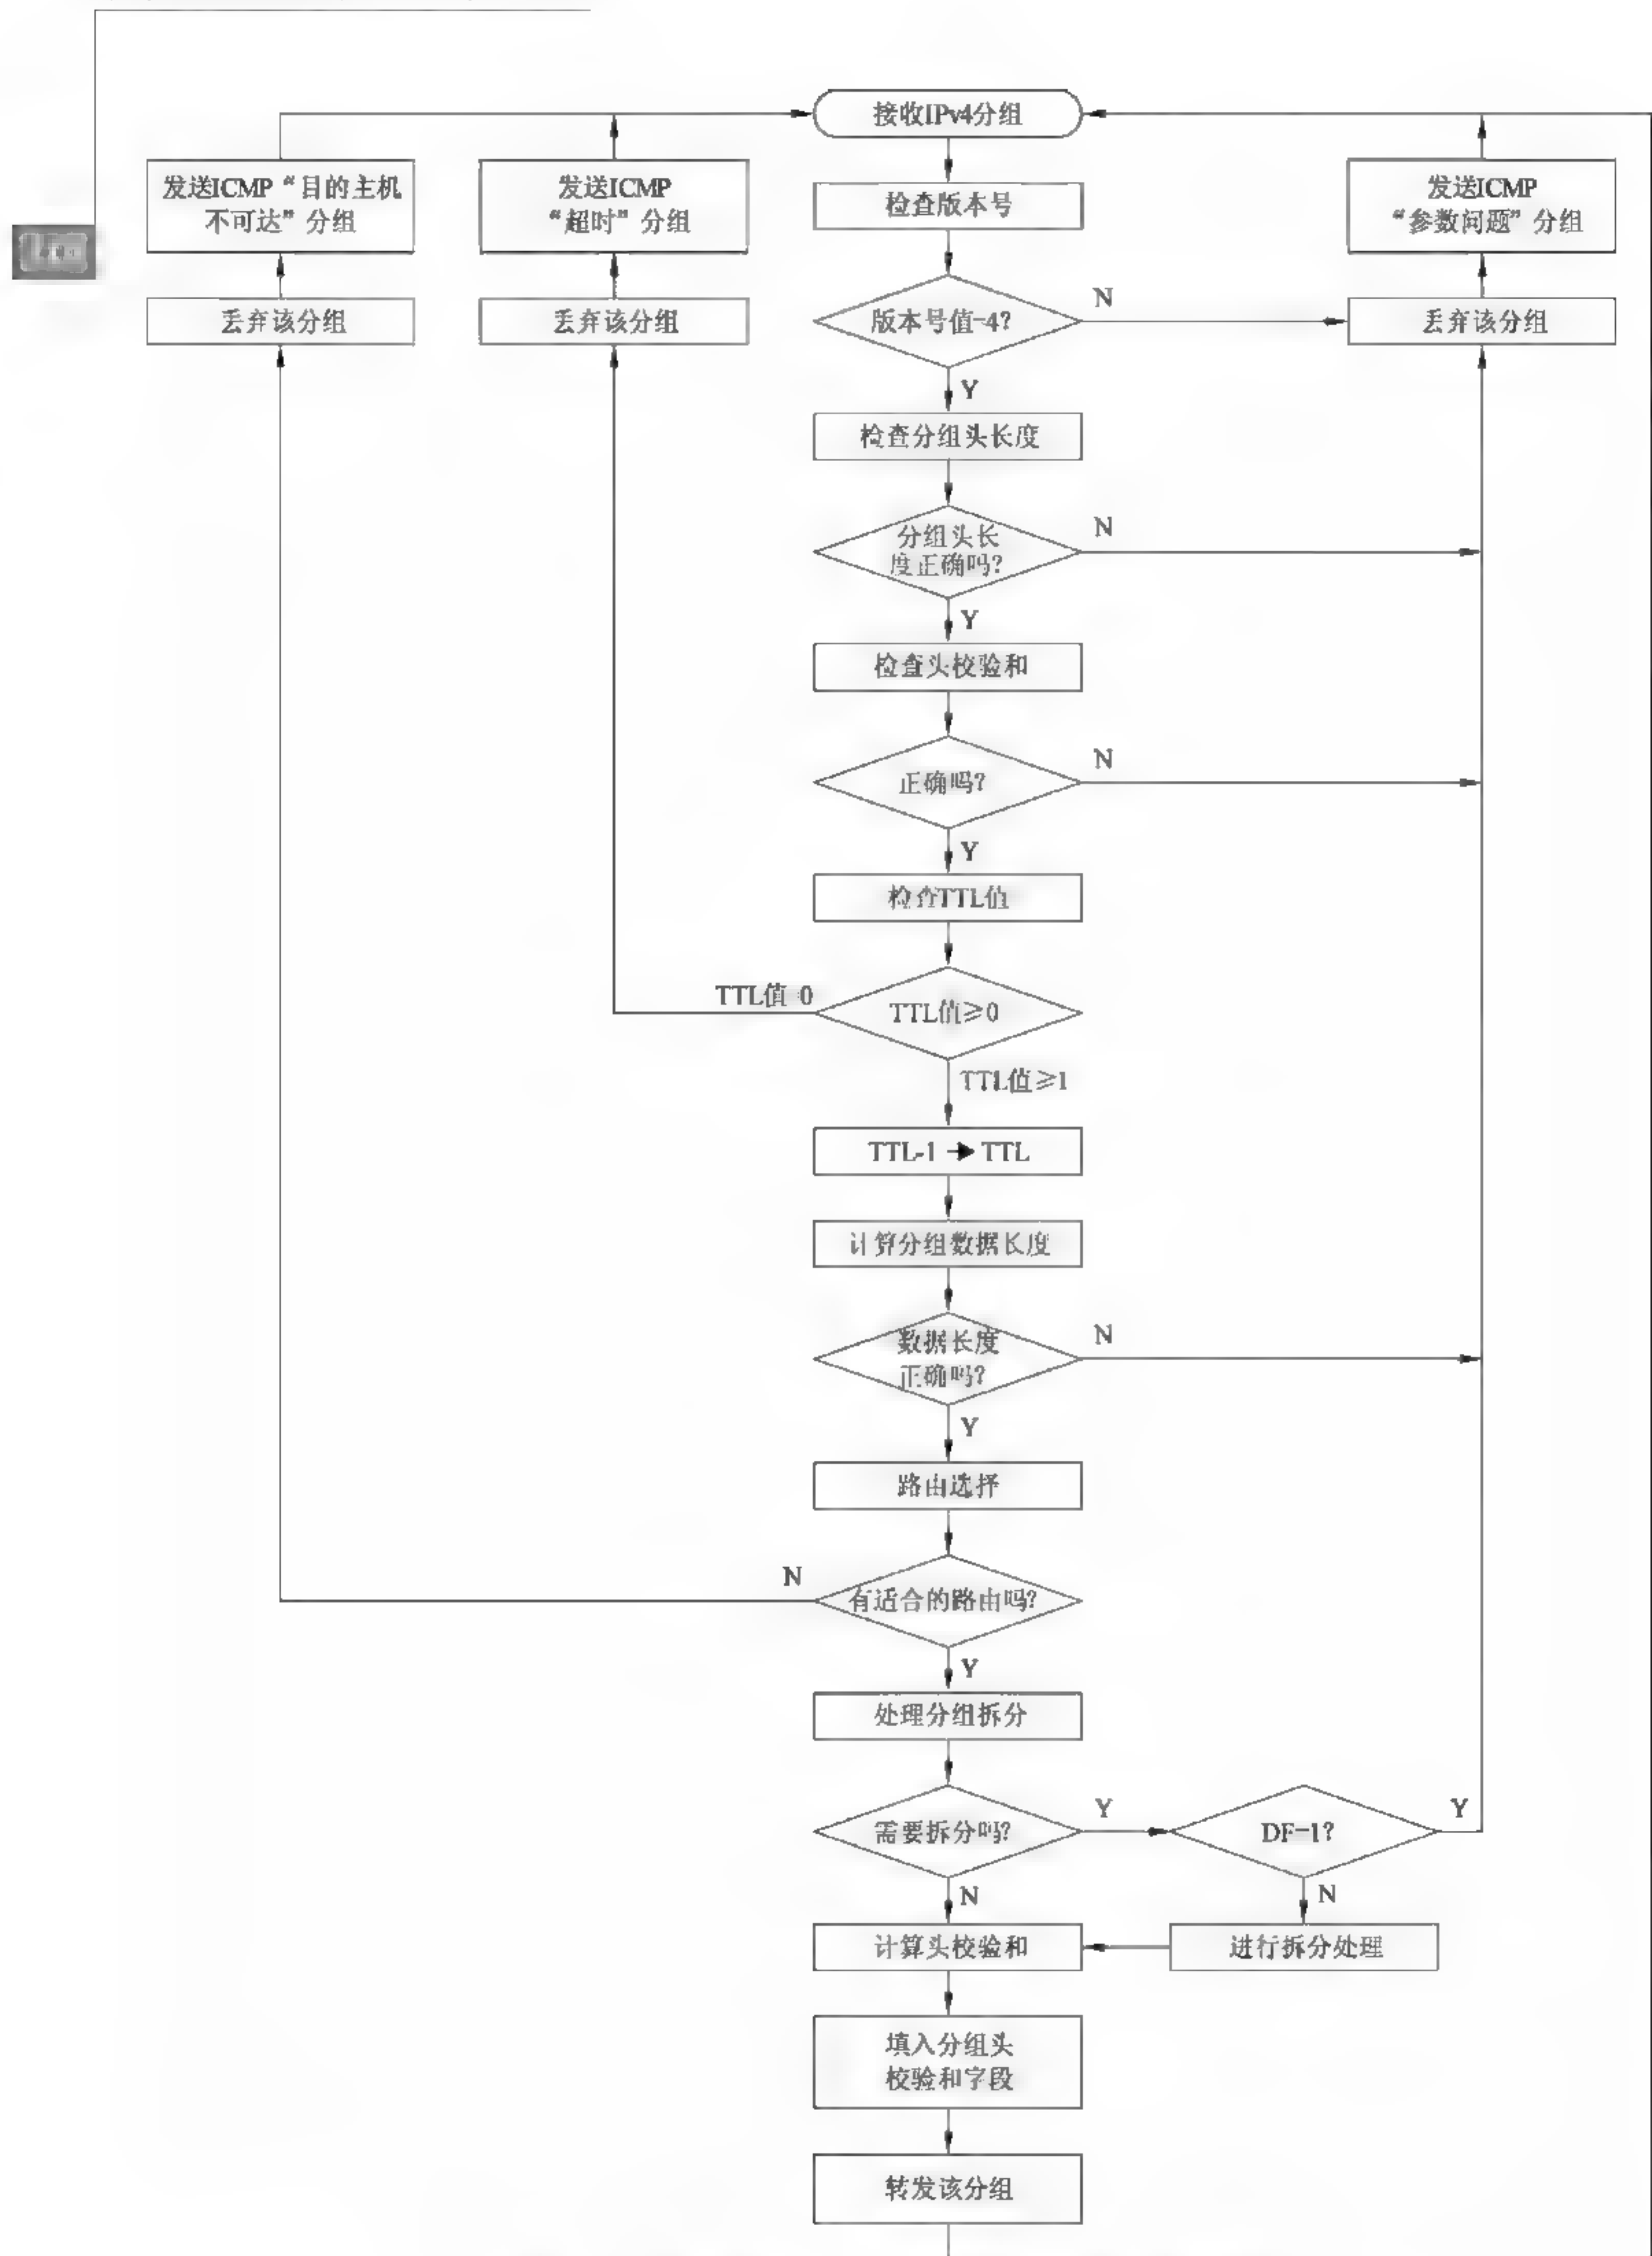 接收IPv4分组
发送ICMP“目的主机
不可达”分组
发送ICMP
“超时”分组
检查版本号
发送ICMP
“参数问题”分组
丢弃该分组
丢弃该分组
版本号值=4?
N
丢弃该分组
Y
检查分组头长度
分组头长
度正确吗?
N
Y
检查头校验和
正确吗?
N
Y
检查TTL值
TTL值=0
TTL值≥0
TTL值≥1
TTL-1→TTL
计算分组数据长度
数据长度
正确吗?
N
Y
路由选择
N
有适合的路由吗?
Y
处理分组拆分
需要拆分吗?
Y
DF=1?
Y
N
N
计算头校验和
进行拆分处理
填入分组头
校验和字段
转发该分组